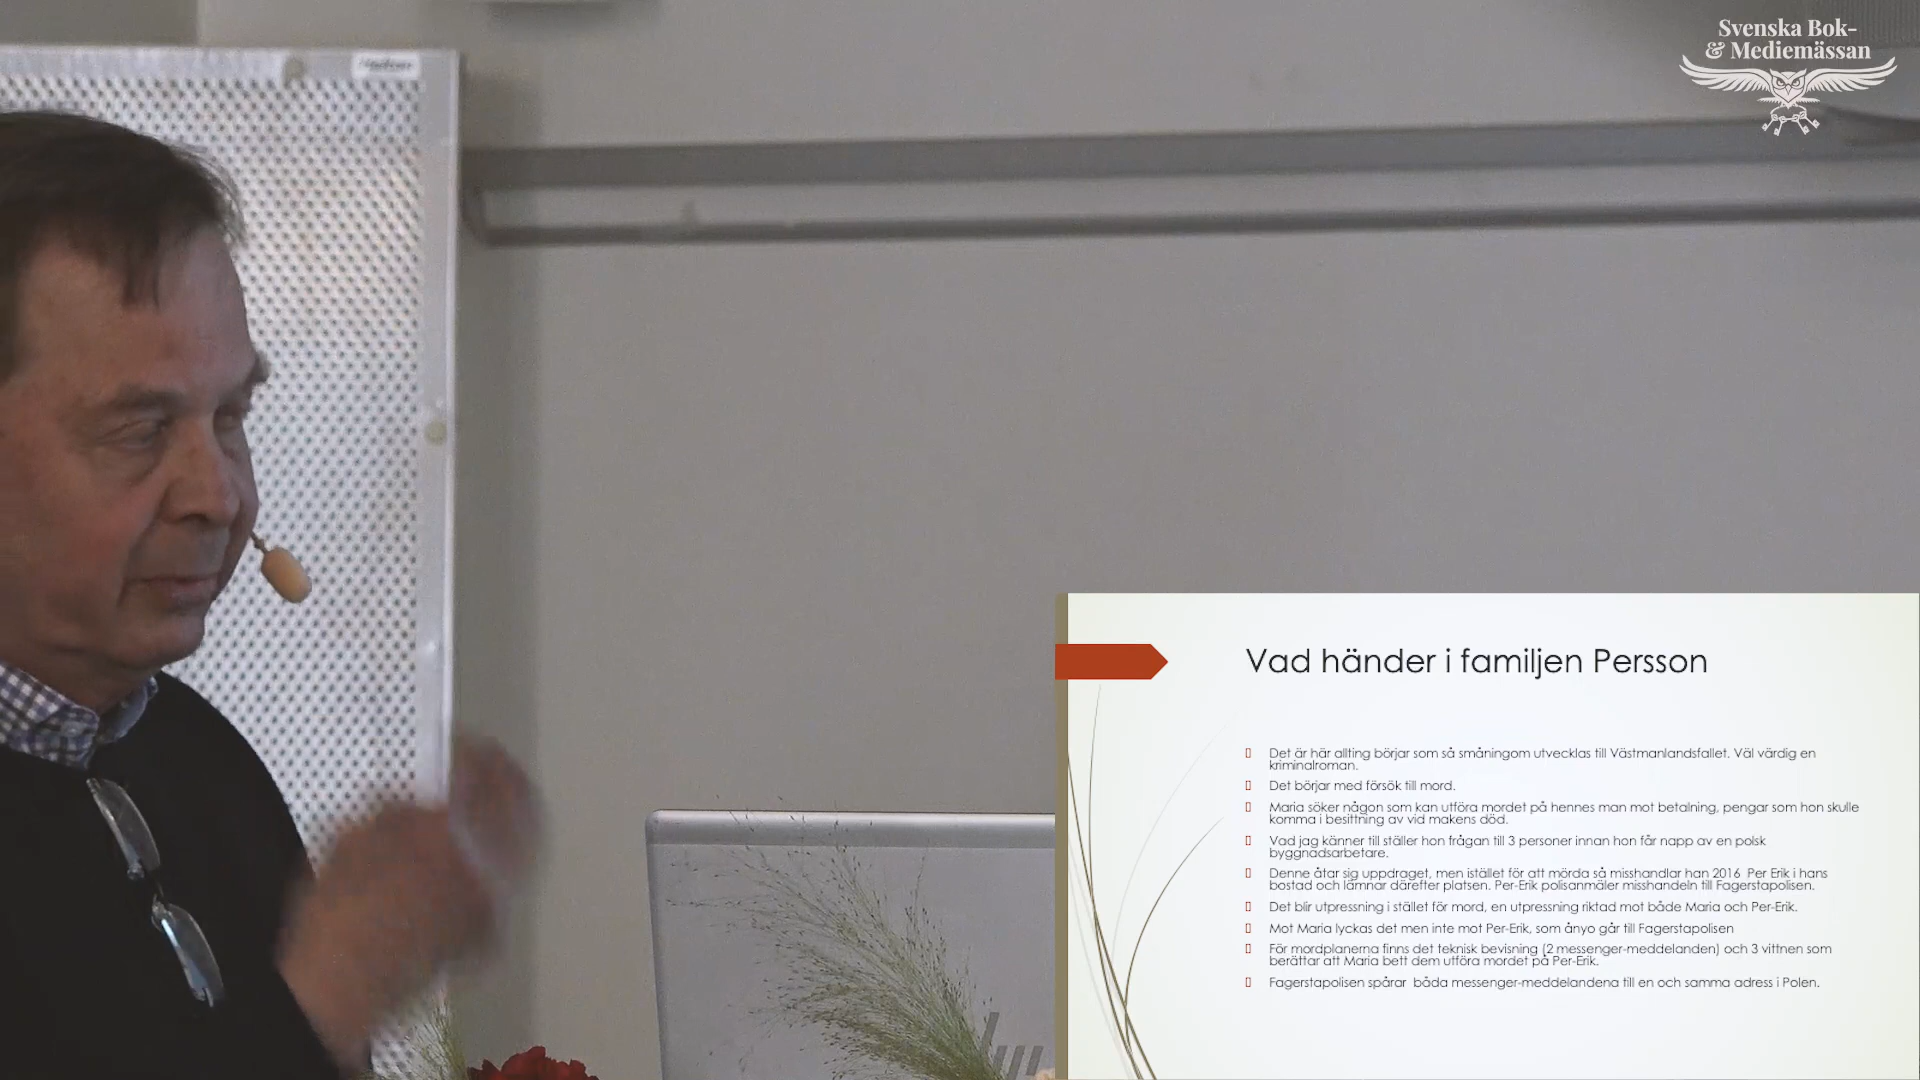 Svenska Bok-
& Mediemässan
Vad händer i familjen Persson
Det är här allting börjar som så småningom utvecklas till Västmanlandsfallet. Väl värdig en
kriminalroman.
Det börjar med försök till mord.
Maria söker någon som kan utföra mordet på hennes man mot betalning, pengar som hon skulle
komma i besittning av vid makens död.
Vad jag känner till ställer hon frågan till 3 personer innan hon får napp av en polsk
byggnadsarbetare.
Denne åtar sig uppdraget, men istället för att mörda så misshandlar han 2016 Per Erik i hans
bostad och lämnar därefter platsen. Per-Erik polisanmäler misshandeln till Fagerstapolisen.
Det blir utpressning i stället för mord, en utpressning riktad mot både Maria och Per-Erik.
Mot Maria lyckas det men inte mot Per-Erik, som ånyo går till Fagerstapolisen
För mordplanerna finns det teknisk bevisning (2 messenger-meddelanden) och 3 vittnen som
berättar att Maria bett dem utföra mordet på Per-Erik.
Fagerstapolisen spårar båda messenger-meddelandena till en och samma adress i Polen.